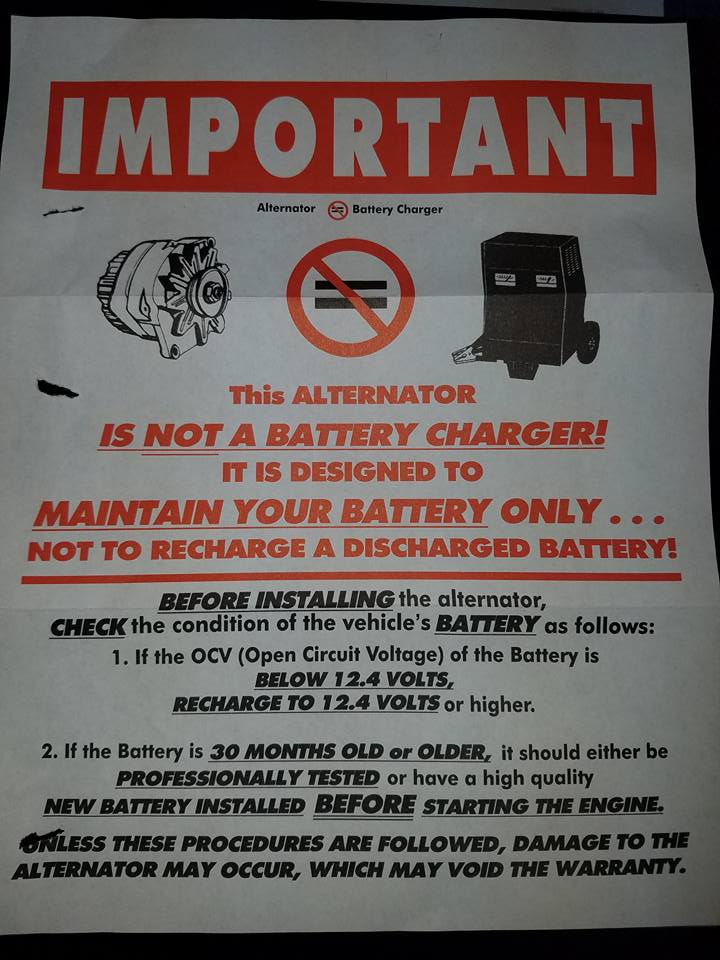 IMPORTANT
Alternator Battery Charger
This ALTERNATOR
IS NOT A BATTERY CHARGER!
IT IS DESIGNED TO
MAINTAIN YOUR BATTERY ONLY . . .
NOT TO RECHARGE A DISCHARGED BATTERY!
BEFORE INSTALLING the alternator,
CHECK the condition of the vehicle's BATTERY as follows:
1. If the OCV (Open Circuit Voltage) of the Battery is
BELOW 12.4 VOLTS,
RECHARGE TO 12.4 VOLTS or higher.
2. If the Battery is 30 MONTHS OLD or OLDER, it should either be
PROFESSIONALLY TESTED or have a high quality
NEW BATTERY INSTALLED BEFORE STARTING THE ENGINE.
UNLESS THESE PROCEDURES ARE FOLLOWED, DAMAGE TO THE
ALTERNATOR MAY OCCUR, WHICH MAY VOID THE WARRANTY.